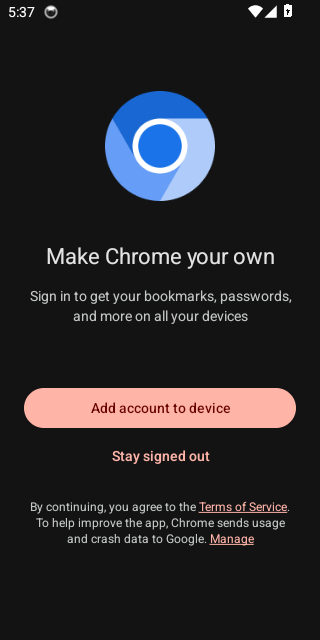 5:37
Make Chrome your own
Sign in to get your bookmarks, passwords,
and more on all your devices
Add account to device
Stay signed out
By continuing, you agree to the Terms of Service.
To help improve the app, Chrome sends usage
and crash data to Google. Manage